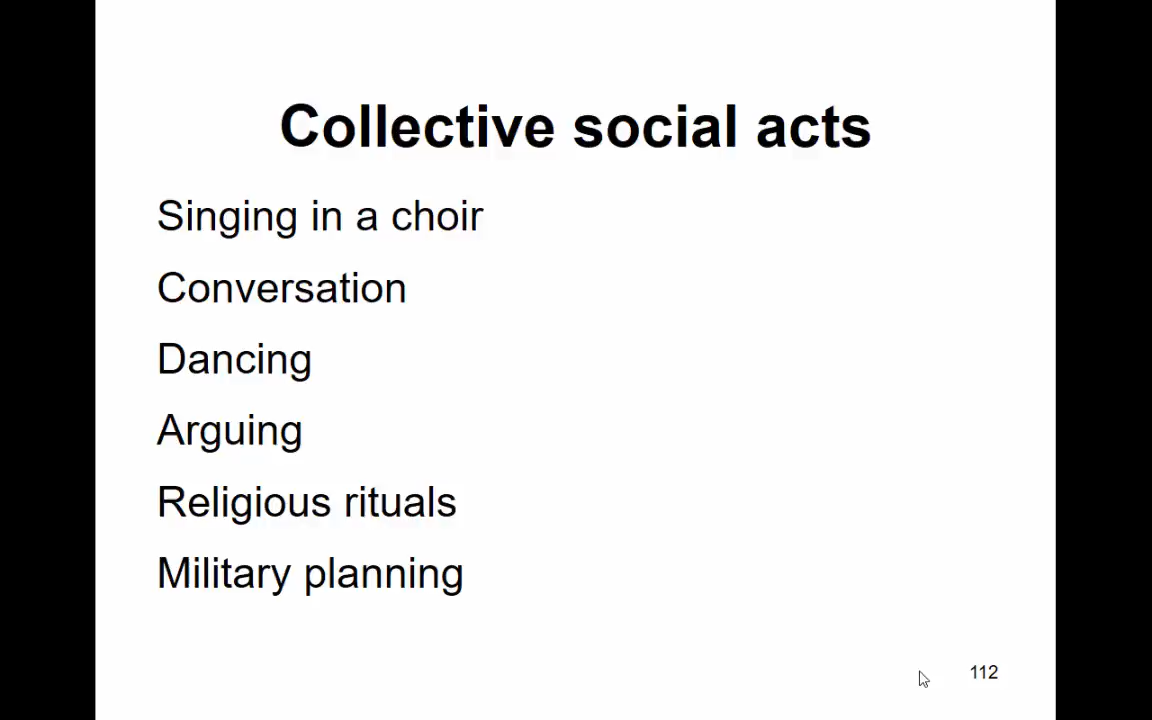 Collective social acts
Singing in a choir
Conversation
Dancing
Arguing
Religious rituals
Military planning
112